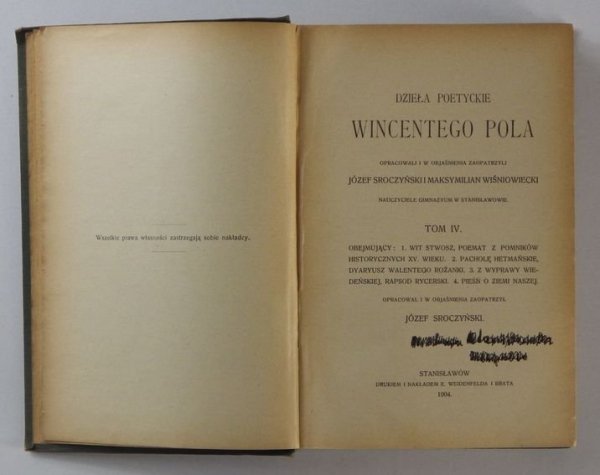 Wszelkie prawa własności zastrzegają sobie nakładcy.
DZIEŁA POETYCKIE
WINCENTEGO POLA
OPRACOWALI I W OBJAŚNIENIA ZAOPATRZYLI
JÓZEF SROCZYŃSKI I MAKSYMILIAN WIŚNIOWIECKI
NAUCZYCIELE GIMNAZYUM W STANISŁAWOWIE.
TOM IV.
OBEJMUJĄCY: 1. WIT STWOSZ, POEMAT Z POMNIKÓW
HISTORYCZNYCH XV. WIEKU. 2. PACHOLĘ HETMAŃSKIE,
DYARYUSZ WALENTEGO ROŻANKI. 3. Z WYPRAWY WIE-
DEŃSKIEJ, RAPSOD RYCERSKI. 4. PIEŚŃ O ZIEMI NASZEJ.
OPRACOWAŁ I W OBJAŚNIENIA ZAOPATRZYŁ
JÓZEF SROCZYŃSKI.
STANISŁAWÓW
DRUKIEM I NAKŁADEM E. WEIDENFELDA I BRATA
1904.